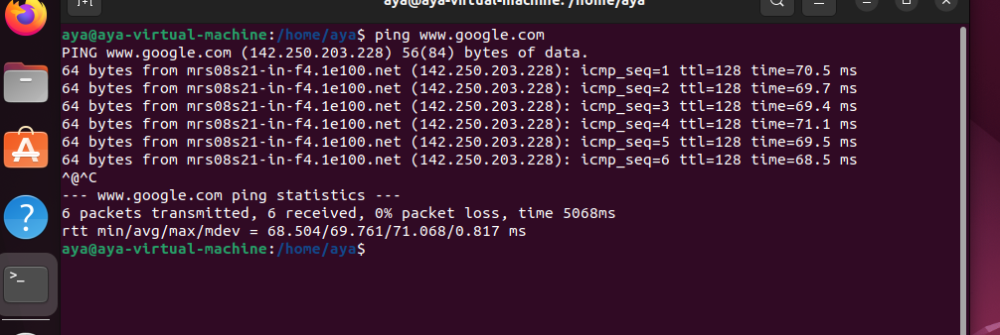 aya@aya-virtual-machine: /home/aya
aya@aya-virtual-machine:/home/aya$ ping www.google.com
PING www.google.com (142.250.203.228) 56(84) bytes of data.
64 bytes from mrs08s21-in-f4.1e100.net (142.250.203.228): icmp_seq=1 ttl=128 time=70.5 ms
64 bytes from mrs08s21-in-f4.1e100.net (142.250.203.228): icmp_seq=2 ttl=128 time=69.7 ms
64 bytes from mrs08s21-in-f4.1e100.net (142.250.203.228): icmp_seq=3 ttl=128 time=69.4 ms
64 bytes from mrs08s21-in-f4.1e100.net (142.250.203.228): icmp_seq=4 ttl=128 time=71.1 ms
64 bytes from mrs08s21-in-f4.1e100.net (142.250.203.228): icmp_seq=5 ttl=128 time=69.5 ms
64 bytes from mrs08s21-in-f4.1e100.net (142.250.203.228): icmp_seq=6 ttl=128 time=68.5 ms
^@^C
--- www.google.com ping statistics ---
6 packets transmitted, 6 received, 0% packet loss, time 5068ms
rtt min/avg/max/mdev = 68.504/69.761/71.068/0.817 ms
aya@aya-virtual-machine:/home/aya$